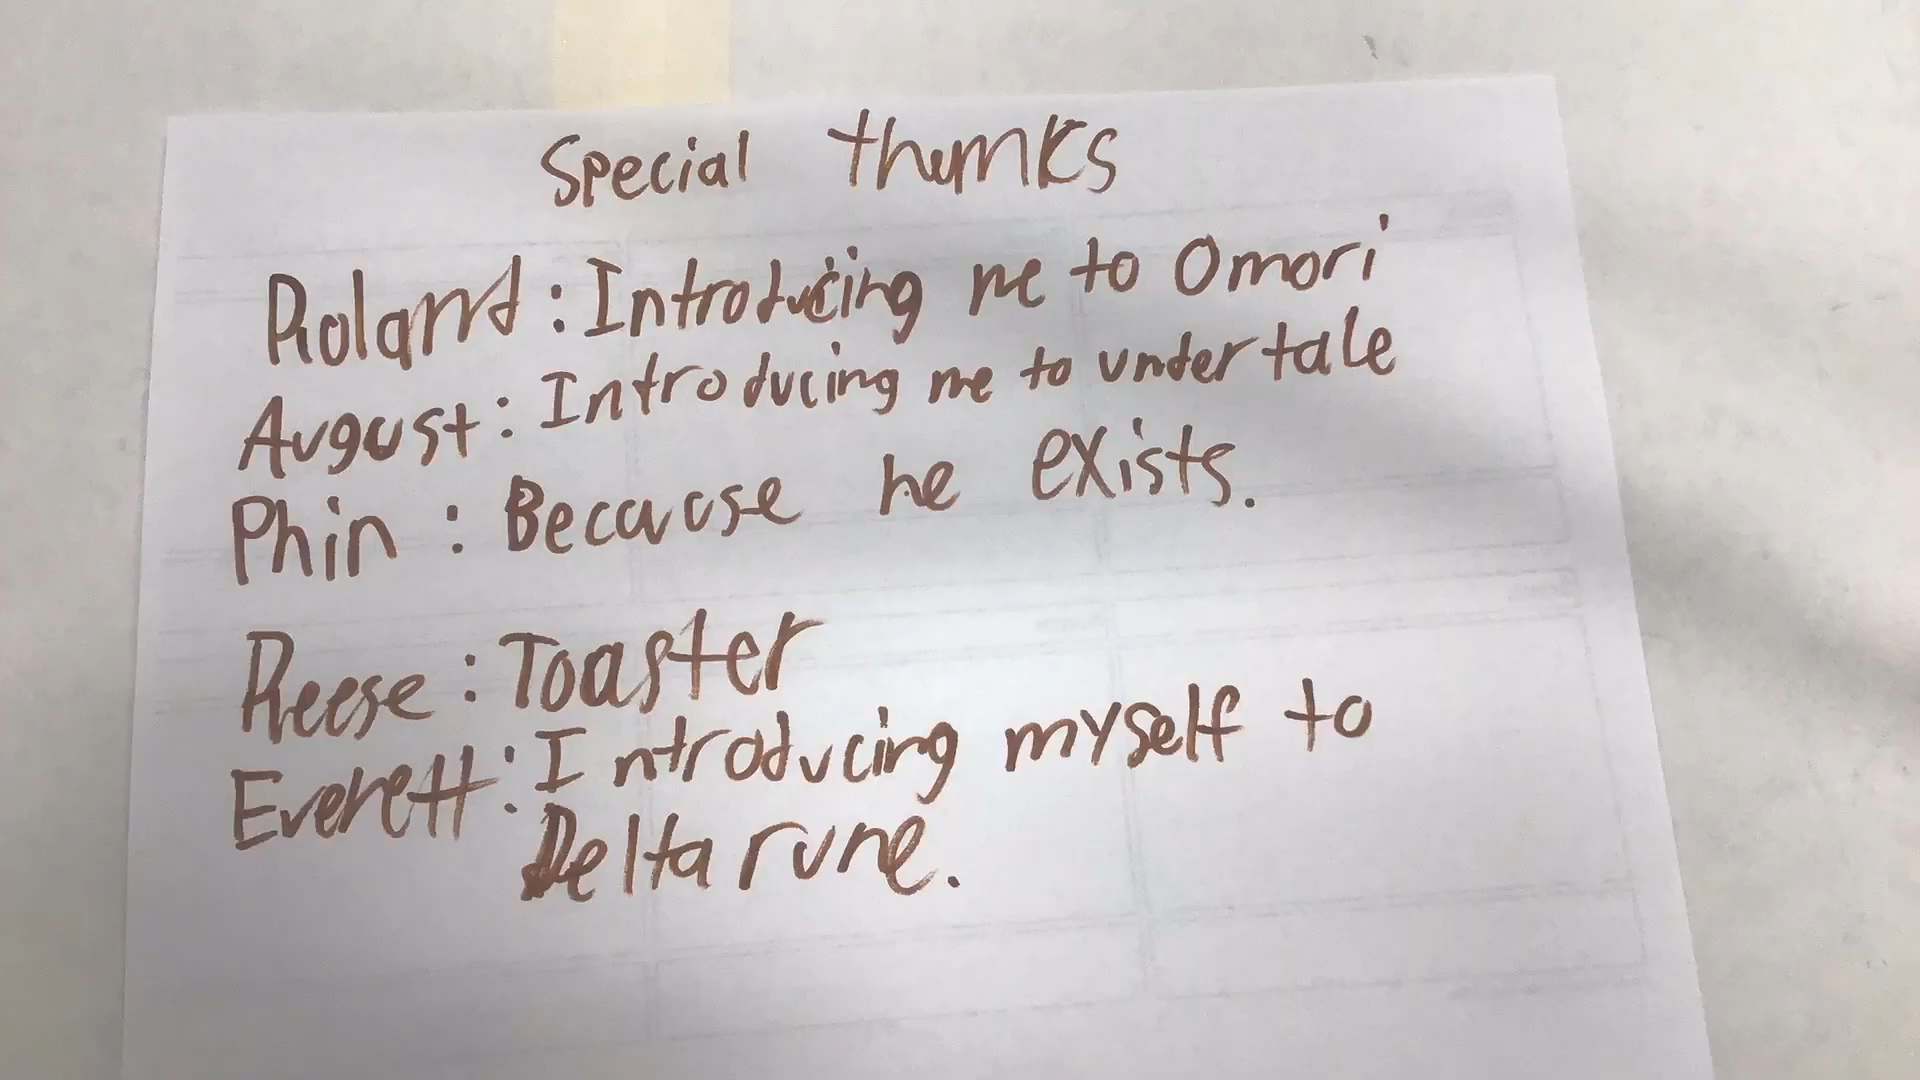 Special thanks
Roland: Introducing me to Omori
August: Introducing me to undertale
Phin: Because he exists.
Reese: Toaster
Everett: Introducing myself to
Deltarune.